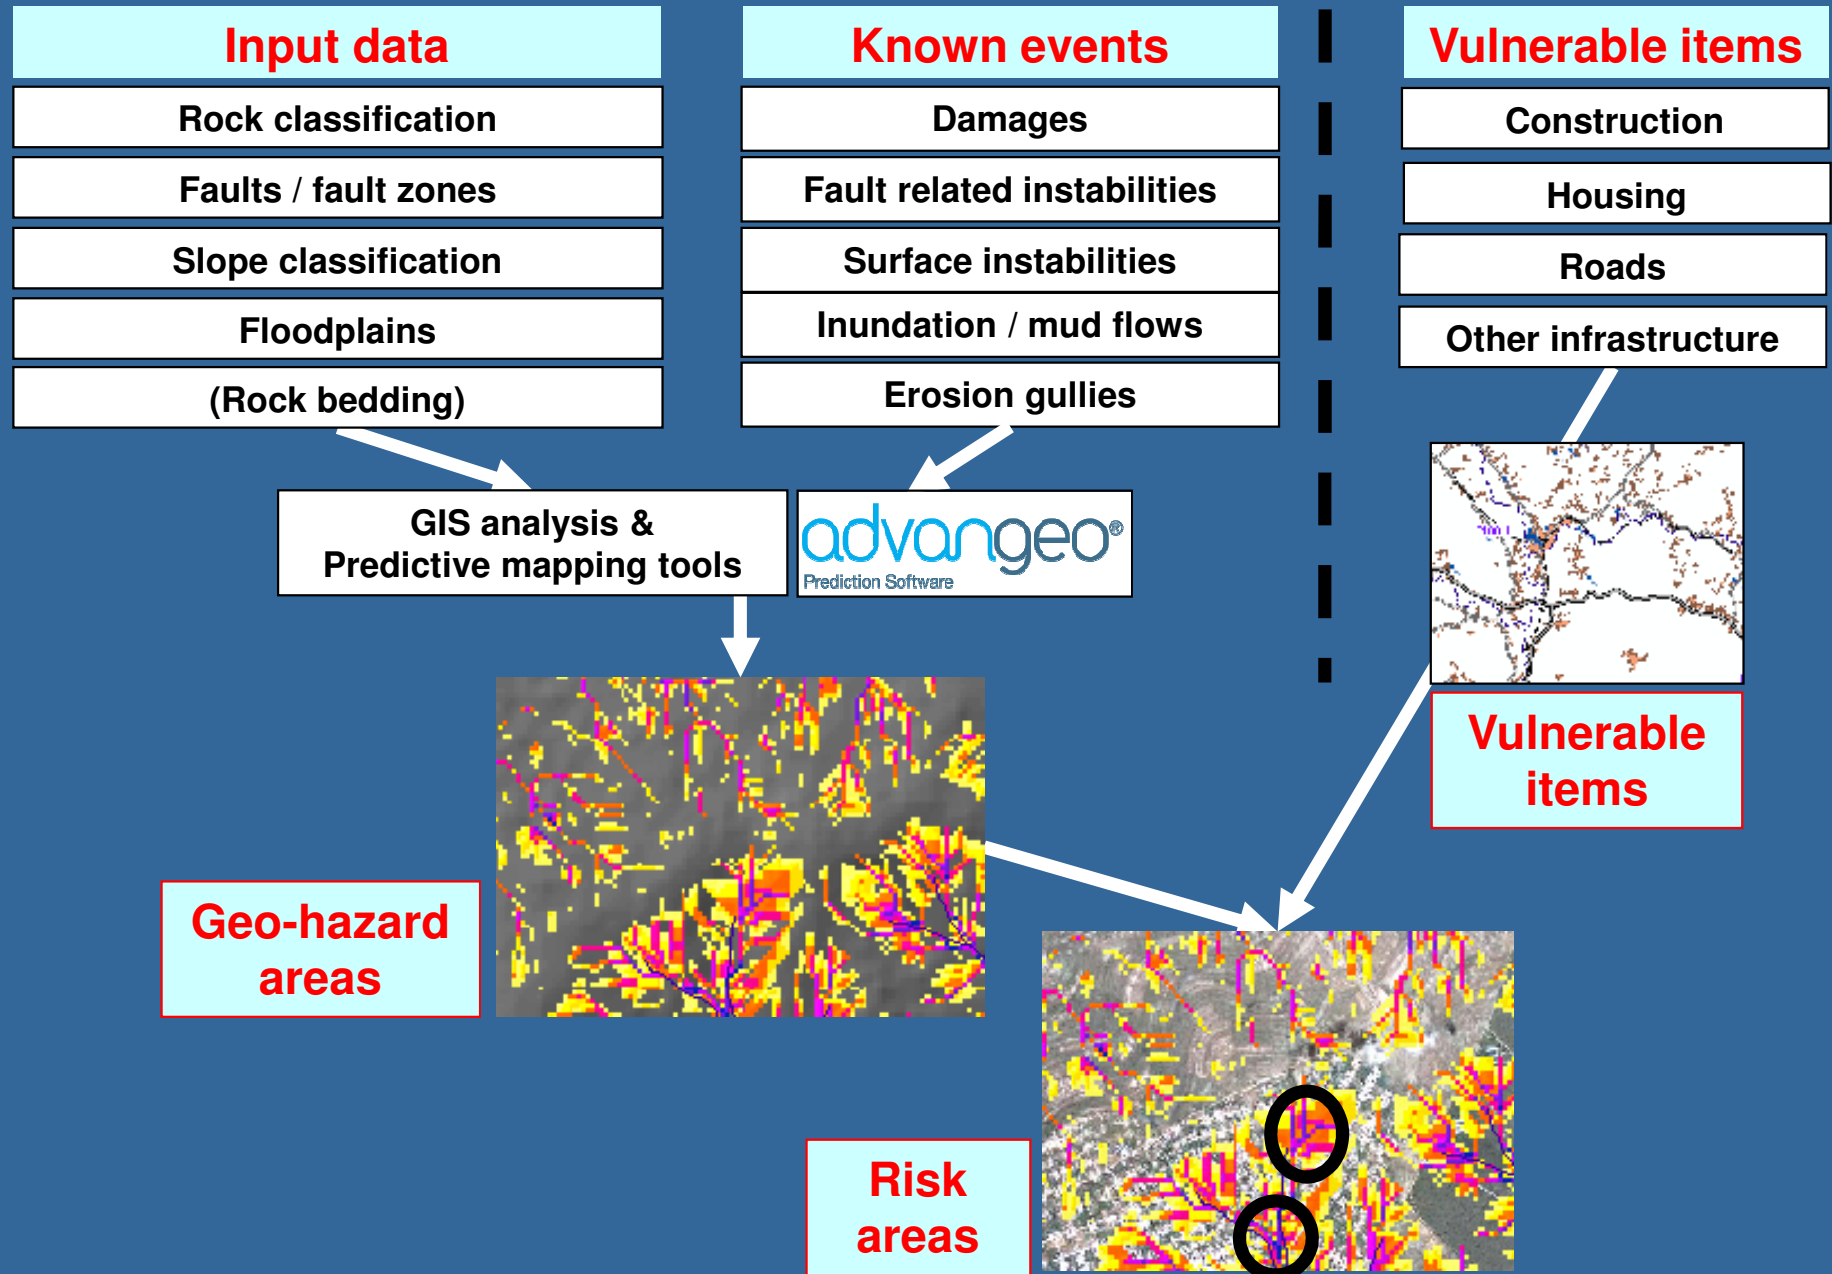 Input data
Rock classification
Faults / fault zones
Slope classification
Floodplains
(Rock bedding)
Known events
Damages
Fault related instabilities
Surface instabilities
Inundation / mud flows
Erosion gullies
Vulnerable items
Construction
Housing
Roads
Other infrastructure
GIS analysis &
Predictive mapping tools
advangeo®
Prediction Software
Vulnerable
items
Geo-hazard
areas
Risk
areas